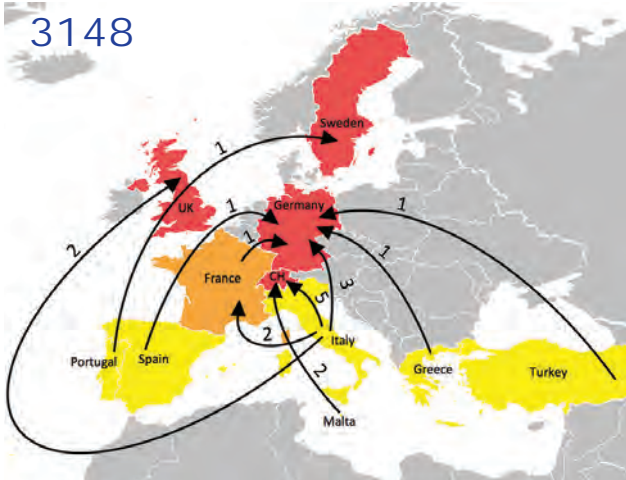 3148
Sweden
1
UK
1
Germany
1
2
1
France
1
CH
5
3
2
Italy
Portugal
Spain
2
Greece
Turkey
Malta